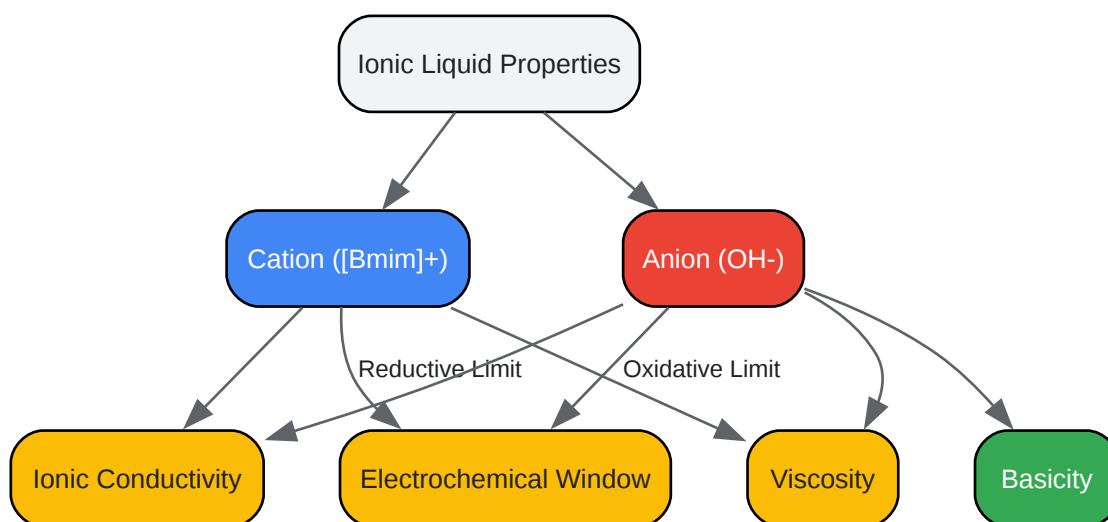 Ionic Liquid Properties
Cation ([Bmim]+)
Anion (OH-)
Reductive Limit
Oxidative Limit
Ionic Conductivity
Electrochemical Window
Viscosity
Basicity